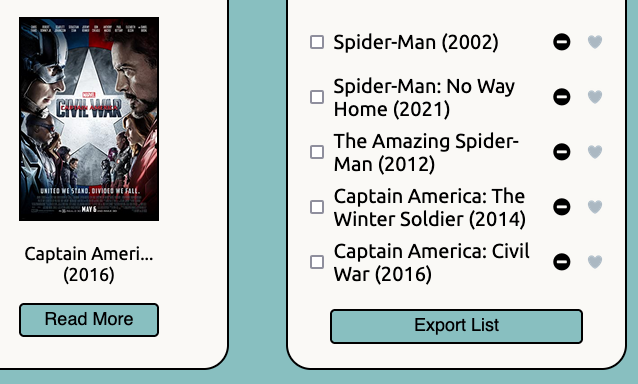 MARVEL
CAPTAIN AMERICA
CIVIL WAR
UNITED WE STAND. DIVIDED WE FALL.
MAY 6
Captain Ameri...
(2016)
Read More
Spider-Man (2002)
Spider-Man: No Way
Home (2021)
The Amazing Spider-
Man (2012)
Captain America: The
Winter Soldier (2014)
Captain America: Civil
War (2016)
Export List